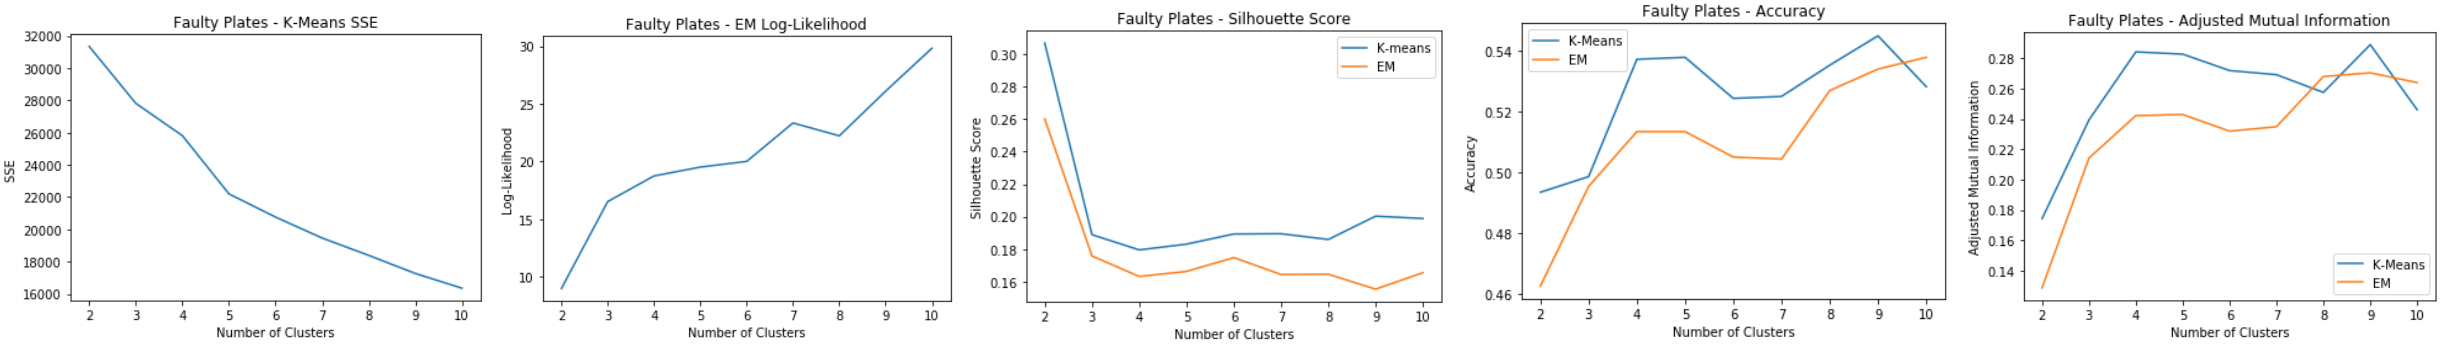 Faulty Plates - K-Means SSE
SSE
32000
30000
28000
26000
24000
22000
20000
18000
16000
2 3 4 5 6 7 8 9 10
Number of Clusters
Faulty Plates - EM Log-Likelihood
Log-Likelihood
30
25
20
15
10
2 3 4 5 6 7 8 9 10
Number of Clusters
Faulty Plates - Silhouette Score
Silhouette Score
0.30
0.28
0.26
0.24
0.22
0.20
0.18
0.16
K-means
EM
2 3 4 5 6 7 8 9 10
Number of Clusters
Faulty Plates - Accuracy
Accuracy
0.54
0.52
0.50
0.48
0.46
K-Means
EM
2 3 4 5 6 7 8 9 10
Number of Clusters
Faulty Plates - Adjusted Mutual Information
Adjusted Mutual Information
0.28
0.26
0.24
0.22
0.20
0.18
0.16
0.14
K-Means
EM
2 3 4 5 6 7 8 9 10
Number of Clusters